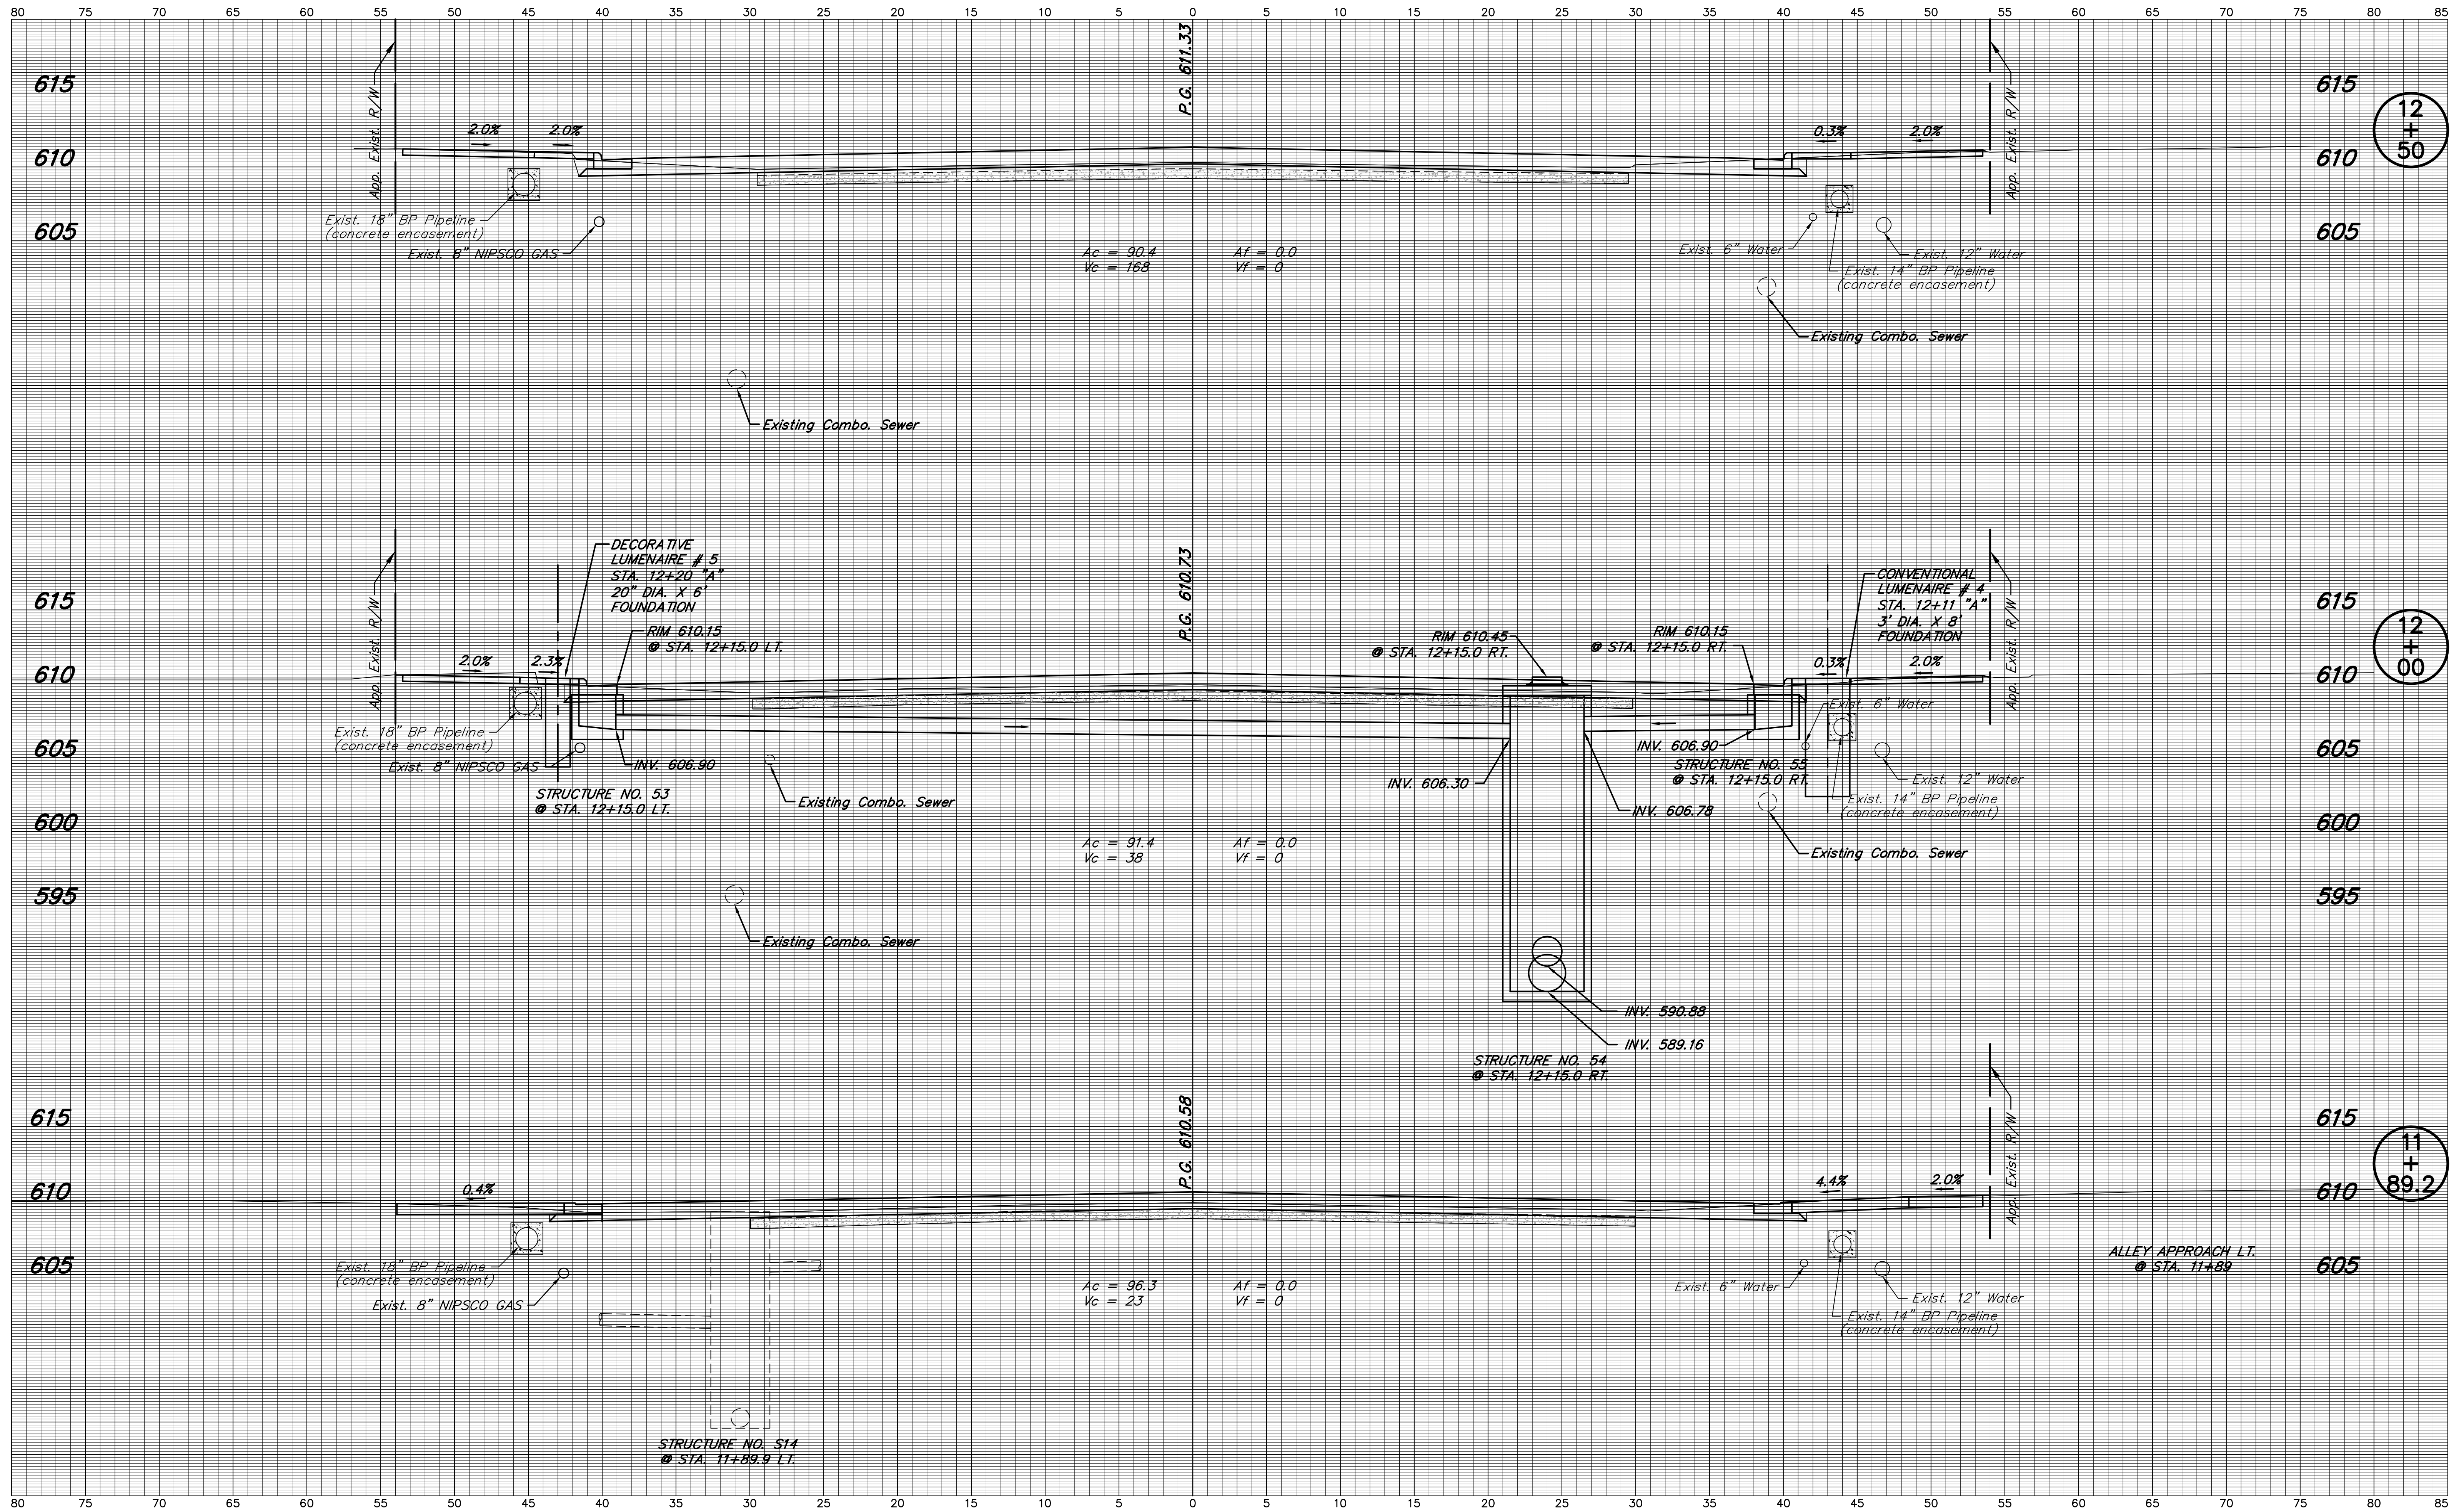 80 75 70 65 60 55 50 45 40 35 30 25 20 15 10 5 0 5 10 15 20 25 30 35 40 45 50 55 60 65 70 75 80 85
P.G. 611.33
App. Exist. R/W
App. Exist. R/W
615
615
12
+
50
2.0%
2.0%
0.3%
2.0%
610
610
Exist. 18" BP Pipeline
(concrete encasement)
605
605
Exist. 8" NIPSCO GAS
Ac = 90.4
Af = 0.0
Vc = 168
Vf = 0
Exist. 6" Water
Exist. 12" Water
Exist. 14" BP Pipeline
(concrete encasement)
Existing Combo. Sewer
Existing Combo. Sewer
P.G. 610.73
App. Exist. R/W
App. Exist. R/W
DECORATIVE
LUMENAIRE # 5
STA. 12+20 "A"
20" DIA. X 6'
FOUNDATION
CONVENTIONAL
LUMENAIRE # 4
STA. 12+11 "A"
3' DIA. X 8'
FOUNDATION
615
615
12
+
00
RIM 610.15
@ STA. 12+15.0 LT.
RIM 610.45
@ STA. 12+15.0 RT.
RIM 610.15
@ STA. 12+15.0 RT.
2.0%
2.3%
0.3%
2.0%
610
610
Exist. 6" Water
Exist. 18" BP Pipeline
(concrete encasement)
605
605
INV. 606.90
Exist. 8" NIPSCO GAS
INV. 606.90
STRUCTURE NO. 55
@ STA. 12+15.0 RT.
Exist. 12" Water
INV. 606.30
STRUCTURE NO. 53
@ STA. 12+15.0 LT.
Existing Combo. Sewer
INV. 606.78
Exist. 14" BP Pipeline
(concrete encasement)
600
600
Ac = 91.4
Af = 0.0
Vc = 38
Vf = 0
Existing Combo. Sewer
595
595
Existing Combo. Sewer
INV. 590.88
INV. 589.16
STRUCTURE NO. 54
@ STA. 12+15.0 RT.
P.G. 610.58
App. Exist. R/W
615
615
11
+
89.2
0.4%
4.4%
2.0%
610
610
Exist. 18" BP Pipeline
(concrete encasement)
605
605
ALLEY APPROACH LT.
@ STA. 11+89
Exist. 8" NIPSCO GAS
Ac = 96.3
Af = 0.0
Vc = 23
Vf = 0
Exist. 6" Water
Exist. 12" Water
Exist. 14" BP Pipeline
(concrete encasement)
STRUCTURE NO. S14
@ STA. 11+89.9 LT.
80 75 70 65 60 55 50 45 40 35 30 25 20 15 10 5 0 5 10 15 20 25 30 35 40 45 50 55 60 65 70 75 80 85